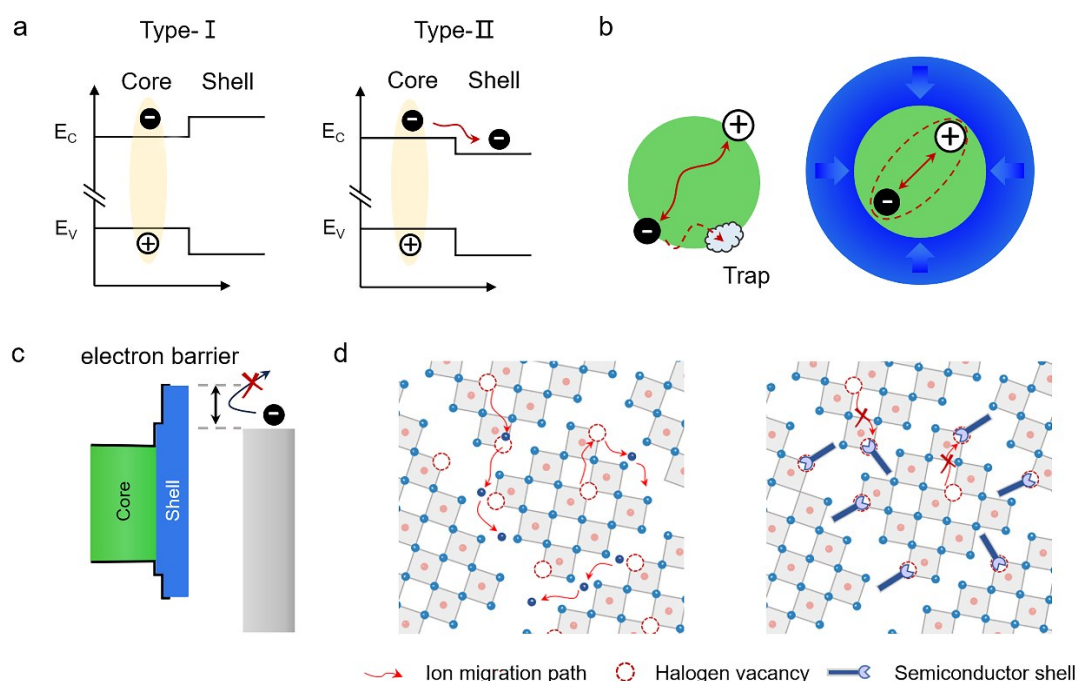 a
Type- Ⅰ
Type-Ⅱ
Core
Shell
Core
Shell
E_C
E_V
E_C
E_V
b
Trap
c
electron barrier
Core
Shell
d
Ion migration path
Halogen vacancy
Semiconductor shell